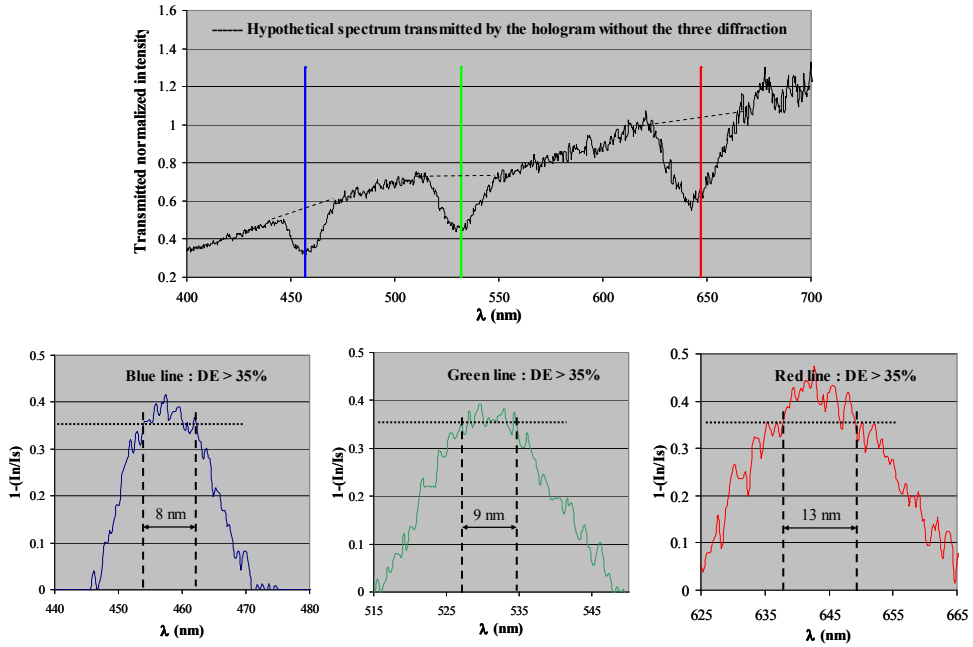 1.6
1.4
1.2
1
0.8
0.6
0.4
0.2
Transmitted normalized intensity
------ Hypothetical spectrum transmitted by the hologram without the three diffraction
400 450 500 550 600 650 700
λ (nm)
0.5
0.4
0.3
0.2
0.1
0
1-(In/Is)
Blue line : DE > 35%
8 nm
440 450 460 470 480
λ (nm)
0.5
0.4
0.3
0.2
0.1
0
1-(In/Is)
Green line : DE > 35%
9 nm
515 525 535 545
λ (nm)
0.5
0.4
0.3
0.2
0.1
0
1-(In/Is)
Red line : DE > 35%
13 nm
625 635 645 655 665
λ (nm)